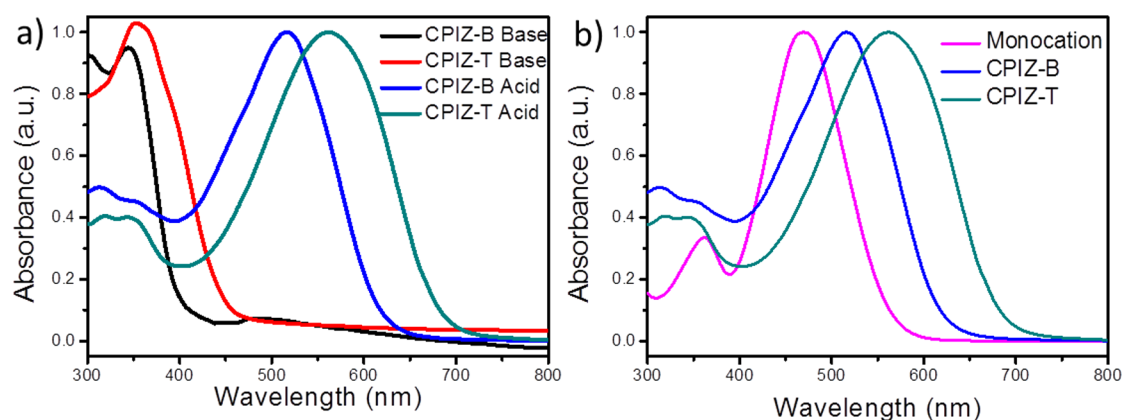 a)
CPIZ-B Base
CPIZ-T Base
CPIZ-B Acid
CPIZ-T Acid
Absorbance (a.u.)
1.0
0.8
0.6
0.4
0.2
0.0
300 400 500 600 700 800
Wavelength (nm)
b)
Monocation
CPIZ-B
CPIZ-T
Absorbance (a.u.)
1.0
0.8
0.6
0.4
0.2
0.0
300 400 500 600 700 800
Wavelength (nm)